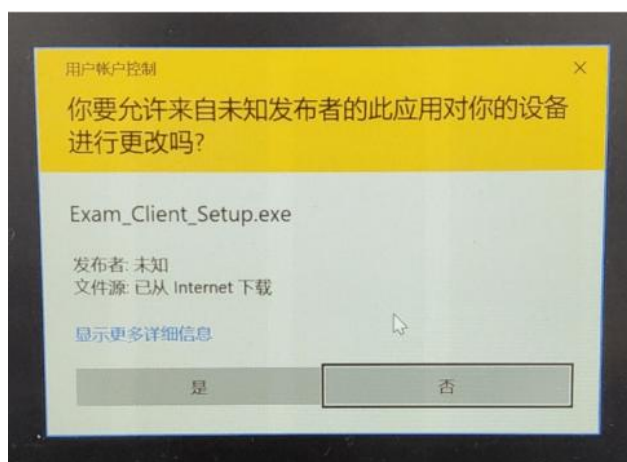 用户帐户控制
×
你要允许来自未知发布者的此应用对你的设备
进行更改吗?
Exam_Client_Setup.exe
发布者: 未知
文件源: 已从 Internet 下载
显示更多详细信息
是
否